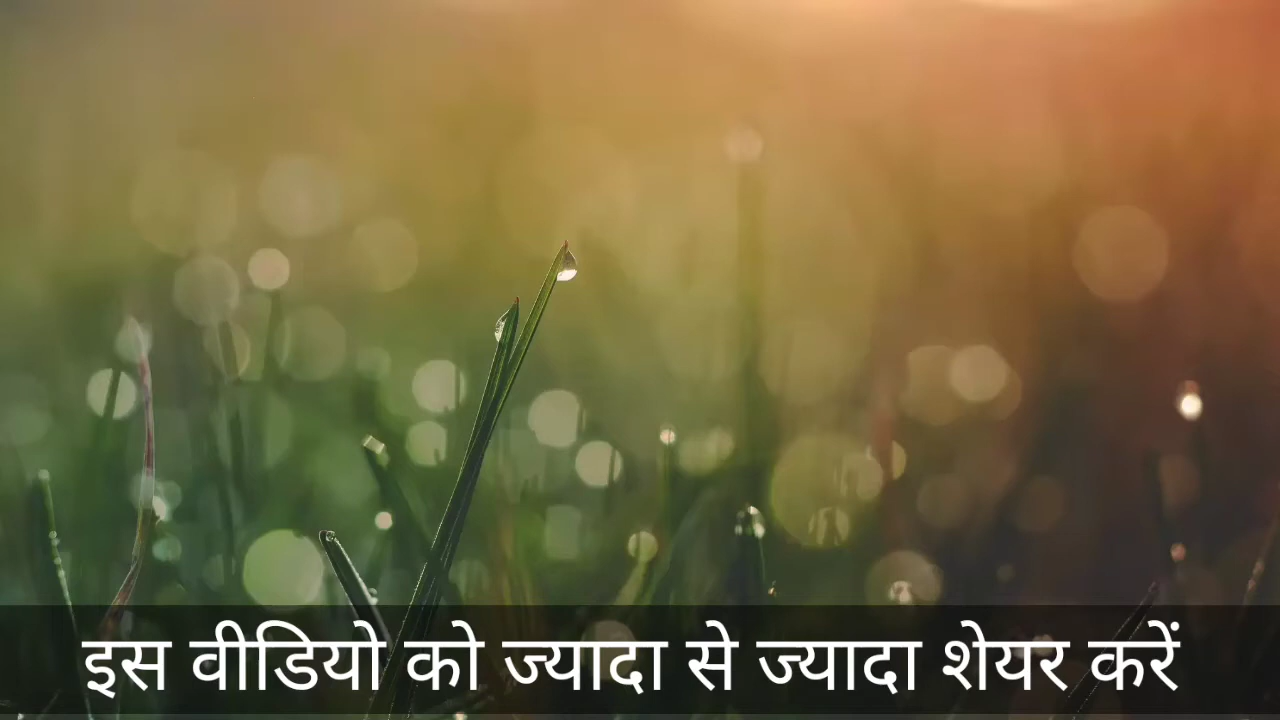 इस वीडियो को ज्यादा से ज्यादा शेयर करें